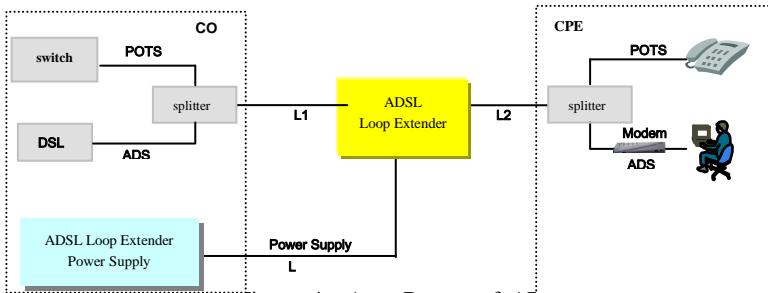 CO
switch
POTS
splitter
DSL
ADS
L1
ADSL
Loop Extender
L2
CPE
POTS
splitter
Modem
ADS
ADSL Loop Extender
Power Supply
Power Supply
L